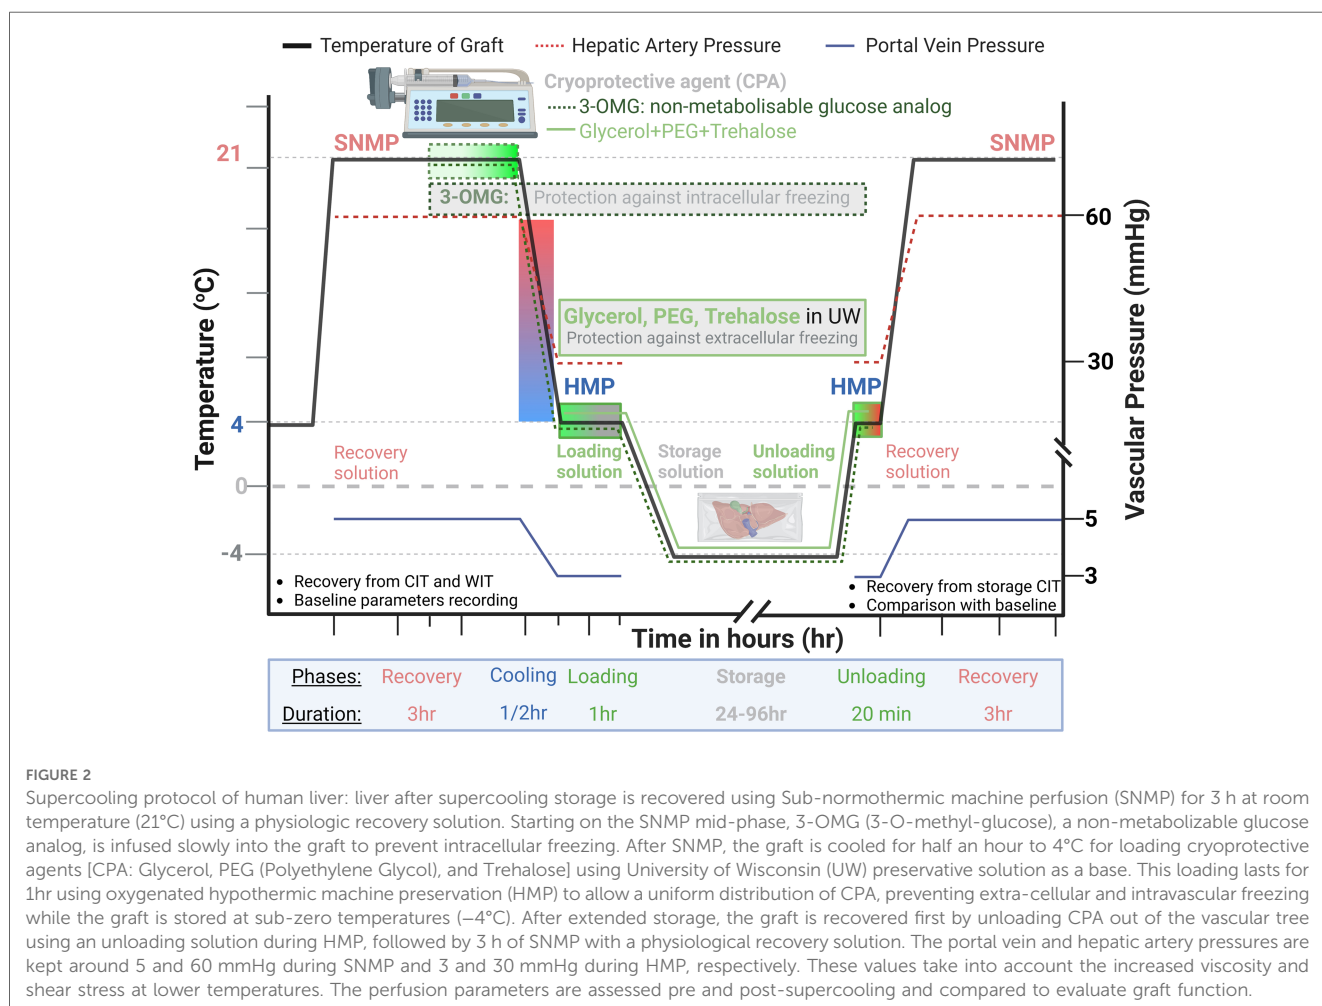 Temperature of Graft
Hepatic Artery Pressure
Portal Vein Pressure
Cryoprotective agent (CPA)
3-OMG: non-metabolisable glucose analog
Glycerol+PEG+Trehalose
SNMP
SNMP
21
3-OMG: Protection against intracellular freezing
60
Temperature (ºC)
Vascular Pressure (mmHg)
Glycerol, PEG, Trehalose in UW
Protection against extracellular freezing
30
HMP
HMP
4
Recovery
solution
Loading
solution
Storage
solution
Unloading
solution
Recovery
solution
0
5
-4
3
• Recovery from CIT and WIT
• Baseline parameters recording
• Recovery from storage CIT
• Comparison with baseline
Time in hours (hr)
Phases: Recovery Cooling Loading Storage Unloading Recovery
Duration: 3hr 1/2hr 1hr 24-96hr 20 min 3hr
FIGURE 2
Supercooling protocol of human liver: liver after supercooling storage is recovered using Sub-normothermic machine perfusion (SNMP) for 3 h at room
temperature (21°C) using a physiologic recovery solution. Starting on the SNMP mid-phase, 3-OMG (3-O-methyl-glucose), a non-metabolizable glucose
analog, is infused slowly into the graft to prevent intracellular freezing. After SNMP, the graft is cooled for half an hour to 4°C for loading cryoprotective
agents [CPA: Glycerol, PEG (Polyethylene Glycol), and Trehalose] using University of Wisconsin (UW) preservative solution as a base. This loading lasts for
1hr using oxygenated hypothermic machine preservation (HMP) to allow a uniform distribution of CPA, preventing extra-cellular and intravascular freezing
while the graft is stored at sub-zero temperatures (−4°C). After extended storage, the graft is recovered first by unloading CPA out of the vascular tree
using an unloading solution during HMP, followed by 3 h of SNMP with a physiological recovery solution. The portal vein and hepatic artery pressures are
kept around 5 and 60 mmHg during SNMP and 3 and 30 mmHg during HMP, respectively. These values take into account the increased viscosity and
shear stress at lower temperatures. The perfusion parameters are assessed pre and post-supercooling and compared to evaluate graft function.